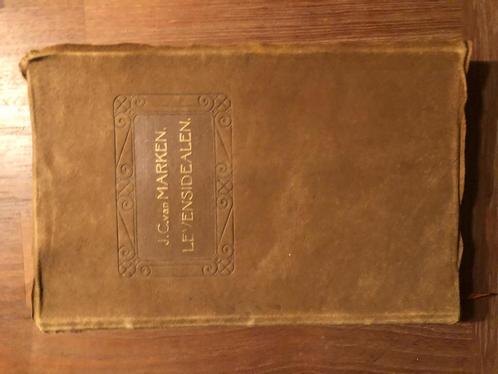 J. C. van MARKEN.
LEVENSIDEALEN.